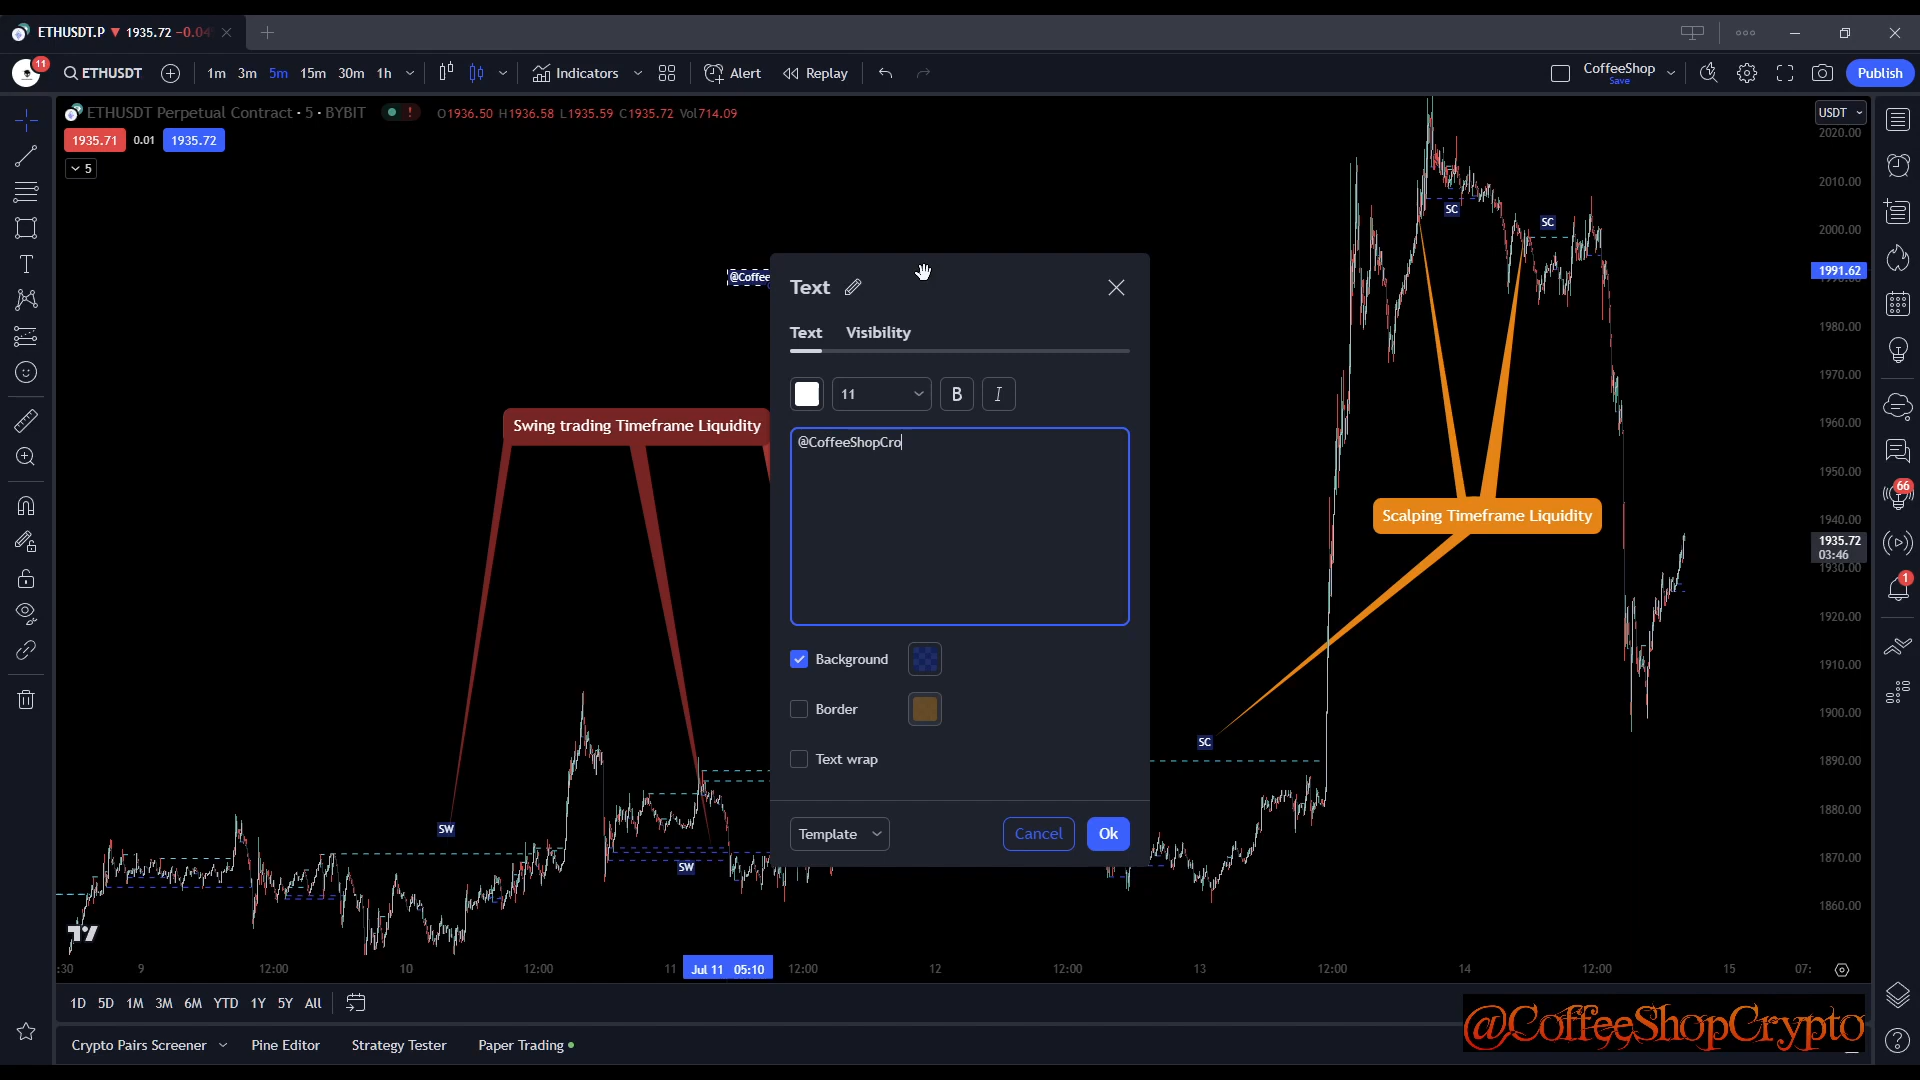 ETHUSDT.P ▼ 1935.72 −0.04
11
ETHUSDT
1m 3m 5m 15m 30m 1h
Indicators
Alert
Replay
CoffeeShop
Save
Publish
ETHUSDT Perpetual Contract · 5 · BYBIT
O1936.50 H1936.58 L1935.59 C1935.72 Vol714.09
USDT
1935.71 0.01 1935.72
5
2020.00
2010.00
2000.00
1991.62
1980.00
1970.00
1960.00
1950.00
1940.00
1935.72
03:46
1930.00
1920.00
1910.00
1900.00
1890.00
1880.00
1870.00
1860.00
SC
SC
@Coffee
Swing trading Timeframe Liquidity
Scalping Timeframe Liquidity
SC
SW
SW
Text
Text Visibility
11 B I
@CoffeeShopCro
Background
Border
Text wrap
Template
Cancel
Ok
66
1
:30 9 12:00 10 12:00 11 Jul 11 05:10 12:00 12 12:00 13 12:00 14 12:00 15 07:
1D 5D 1M 3M 6M YTD 1Y 5Y All
@CoffeeShopCrypto
Crypto Pairs Screener Pine Editor Strategy Tester Paper Trading